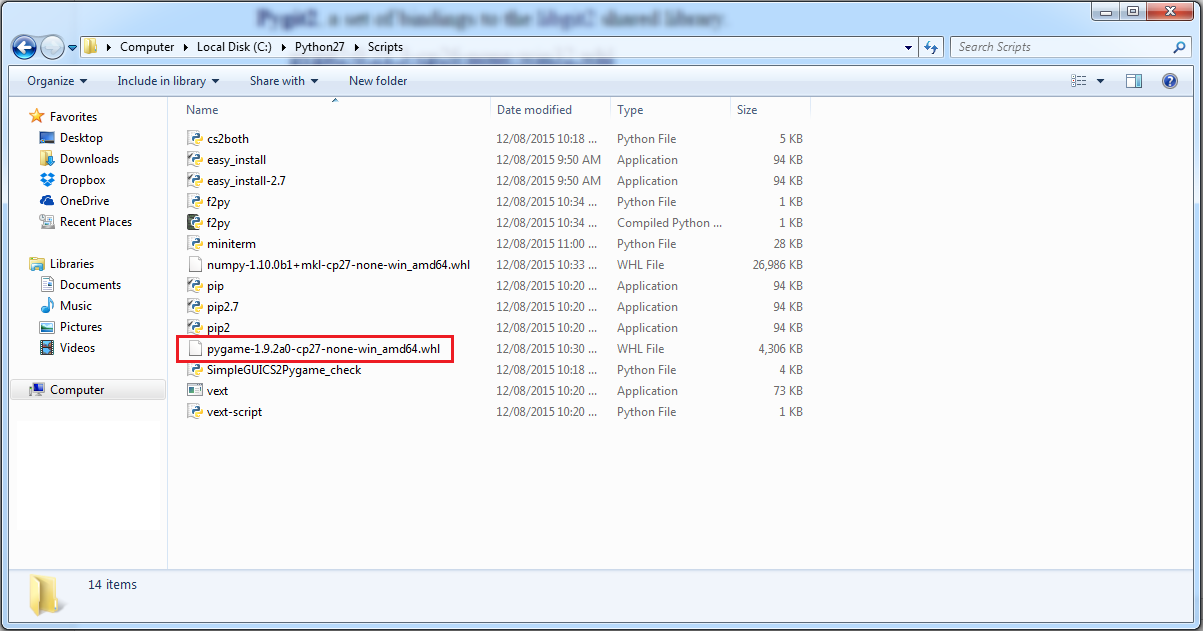 Pygit2, a set of bindings to the libgit2 shared library.
Computer Local Disk (C:) Python27 Scripts Search Scripts
Organize Include in library Share with New folder
Name Date modified Type Size
Favorites
Desktop
Downloads
Dropbox
OneDrive
Recent Places
Libraries
Documents
Music
Pictures
Videos
Computer
cs2both 12/08/2015 10:18 ... Python File 5 KB
easy_install 12/08/2015 9:50 AM Application 94 KB
easy_install-2.7 12/08/2015 9:50 AM Application 94 KB
f2py 12/08/2015 10:34 ... Python File 1 KB
f2py 12/08/2015 10:34 ... Compiled Python ... 1 KB
miniterm 12/08/2015 11:00 ... Python File 28 KB
numpy-1.10.0b1+mkl-cp27-none-win_amd64.whl 12/08/2015 10:33 ... WHL File 26,986 KB
pip 12/08/2015 10:20 ... Application 94 KB
pip2.7 12/08/2015 10:20 ... Application 94 KB
pip2 12/08/2015 10:20 ... Application 94 KB
pygame-1.9.2a0-cp27-none-win_amd64.whl 12/08/2015 10:30 ... WHL File 4,306 KB
SimpleGUICS2Pygame_check 12/08/2015 10:18 ... Python File 4 KB
vext 12/08/2015 10:20 ... Application 73 KB
vext-script 12/08/2015 10:20 ... Python File 1 KB
14 items